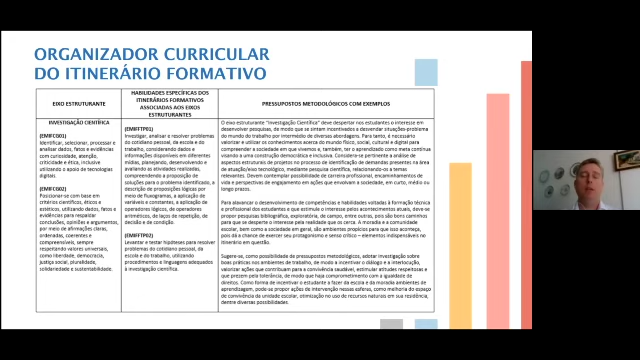 ORGANIZADOR CURRICULAR
DO ITINERÁRIO FORMATIVO
EIXO ESTRUTURANTE
HABILIDADES ESPECÍFICAS DOS
ITINERÁRIOS FORMATIVOS
ASSOCIADAS AOS EIXOS
ESTRUTURANTES
PRESSUPOSTOS METODOLÓGICOS COM EXEMPLOS
INVESTIGAÇÃO CIENTÍFICA
(EMIFCG01)
Identificar, selecionar, processar e
analisar dados, fatos e evidências
com curiosidade, atenção,
criticidade e ética, inclusive
utilizando o apoio de tecnologias
digitais.
(EMIFCG02)
Posicionar-se com base em
critérios científicos, éticos e
estéticos, utilizando dados, fatos e
evidências para respaldar
conclusões, opiniões e argumentos,
por meio de afirmações claras,
ordenadas, coerentes e
compreensíveis, sempre
respeitando valores universais,
como liberdade, democracia,
justiça social, pluralidade,
solidariedade e sustentabilidade.
(EMIFFTP01)
Investigar, analisar e resolver problemas
do cotidiano pessoal, da escola e do
trabalho, considerando dados e
informações disponíveis em diferentes
mídias, planejando, desenvolvendo e
avaliando as atividades realizadas,
compreendendo a proposição de
soluções para o problema identificado, a
descrição de proposições lógicas por
meio de fluxogramas, a aplicação de
variáveis e constantes, a aplicação de
operadores lógicos, de operadores
aritméticos, de laços de repetição, de
decisão e de condição.
(EMIFFTP02)
Levantar e testar hipóteses para resolver
problemas do cotidiano pessoal, da
escola e do trabalho, utilizando
procedimentos e linguagens adequados
à investigação científica.
O eixo estruturante "Investigação Científica" deve despertar nos estudantes o interesse em
desenvolver pesquisas, de modo que se sintam incentivados a desvendar situações-problema
do mundo do trabalho por intermédio de diversas abordagens. Para tanto, é necessário
valorizar e utilizar os conhecimentos acerca do mundo físico, social, cultural e digital para
compreender a sociedade em que vivemos e, também, ter o aprendizado como meta contínua
visando a uma construção democrática e inclusiva. Considera-se pertinente a análise de
aspectos estruturais de projetos no processo de identificação de demandas presentes na área
de atuação/eixo tecnológico, mediante pesquisa científica, relacionando-os a temas
relevantes. Devem contemplar possibilidade de carreira profissional, encaminhamentos de
vida e perspectivas de engajamento em ações que envolvam a sociedade, em curto, médio ou
longo prazos.
Para alavancar o desenvolvimento de competências e habilidades voltadas à formação técnica
e profissional dos estudantes e que estimula o interesse pelos acontecimentos atuais, deve-se
propor pesquisas bibliográfica, exploratória, de campo, entre outras, pois são bons caminhos
para que se desperte o interesse pela realidade que os cerca. A moradia e a comunidade
escolar, bem como a sociedade em geral, são ambientes propícios para que isso aconteça,
pois dá a chance de exercer seu protagonismo e senso crítico – elementos indispensáveis no
itinerário em questão.
Sugere-se, como possibilidade de pressupostos metodológicos, adotar investigação sobre
boas práticas nos ambientes de trabalho, de modo a incentivar o diálogo e a interlocução,
valorizar ações que contribuam para a convivência saudável, estimular atitudes respeitosas e
que prezem pela tolerância, de modo que haja comprometimento com a igualdade de
direitos. Como forma de incentivar o estudante a fazer da escola e da moradia ambientes de
aprendizagem, pode-se propor ações de intervenção nessas esferas, como melhoria do espaço
de convivência da unidade escolar, otimização no uso de recursos naturais em sua residência,
dentre diversas possibilidades.